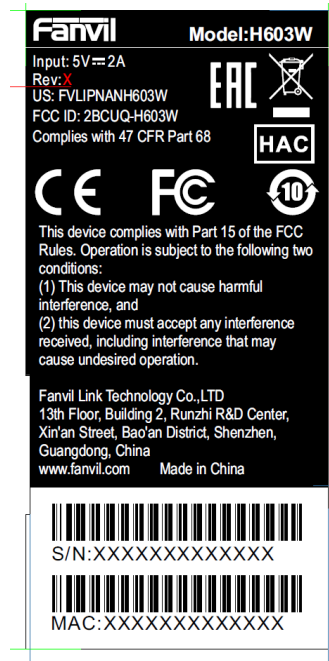 Fanvil Model:H603W
Input: 5V⎓2A
Rev:X
US: FVLIPNANH603W
FCC ID: 2BCUQ-H603W
Complies with 47 CFR Part 68
EAC
HAC
CE FC 10
This device complies with Part 15 of the FCC
Rules. Operation is subject to the following two
conditions:
(1) This device may not cause harmful
interference, and
(2) this device must accept any interference
received, including interference that may
cause undesired operation.
Fanvil Link Technology Co.,LTD
13th Floor, Building 2, Runzhi R&D Center,
Xin'an Street, Bao'an District, Shenzhen,
Guangdong, China
www.fanvil.com Made in China
S/N:XXXXXXXXXXXXX
MAC:XXXXXXXXXXXXX